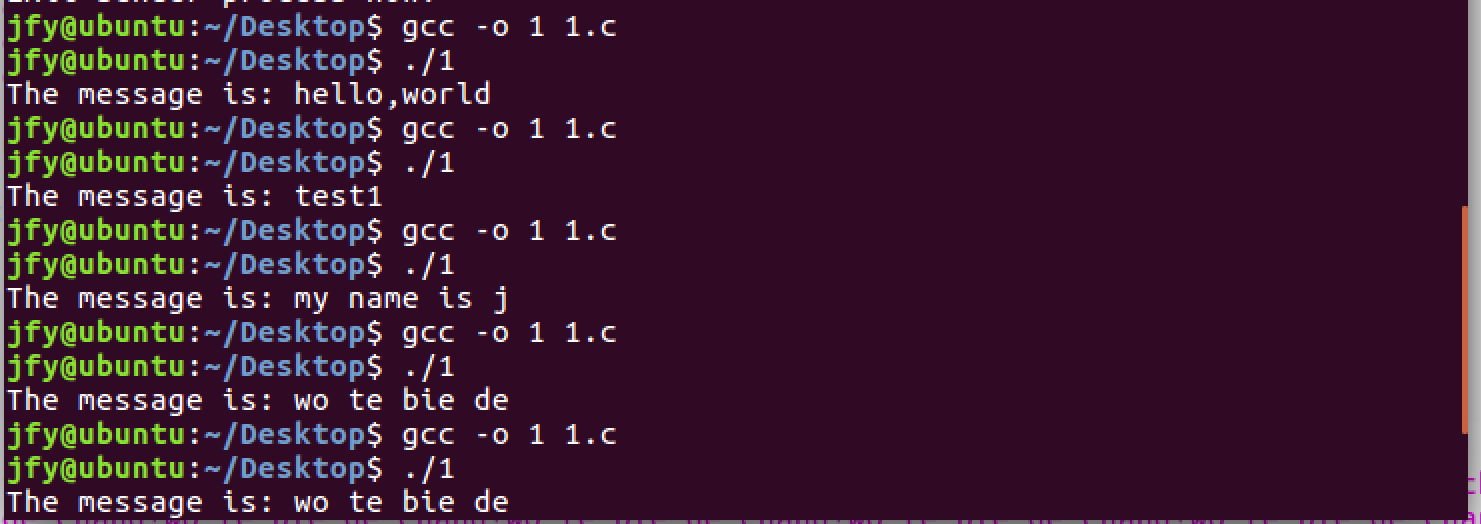 jfy@ubuntu:~/Desktop$ gcc -o 1 1.c
jfy@ubuntu:~/Desktop$ ./1
The message is: hello,world
jfy@ubuntu:~/Desktop$ gcc -o 1 1.c
jfy@ubuntu:~/Desktop$ ./1
The message is: test1
jfy@ubuntu:~/Desktop$ gcc -o 1 1.c
jfy@ubuntu:~/Desktop$ ./1
The message is: my name is j
jfy@ubuntu:~/Desktop$ gcc -o 1 1.c
jfy@ubuntu:~/Desktop$ ./1
The message is: wo te bie de
jfy@ubuntu:~/Desktop$ gcc -o 1 1.c
jfy@ubuntu:~/Desktop$ ./1
The message is: wo te bie de